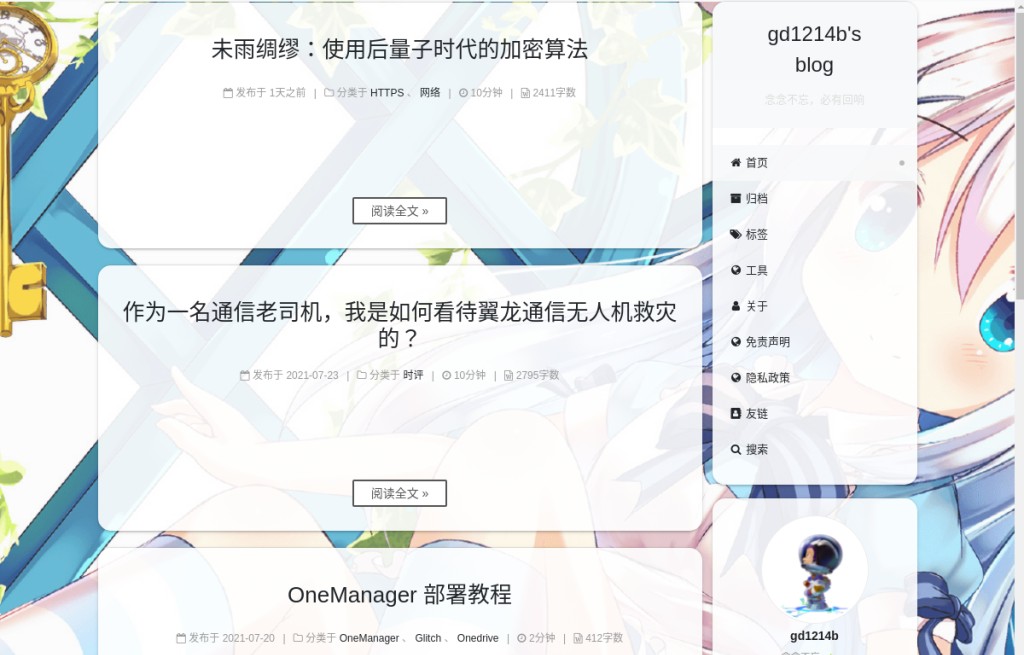 未雨绸缪：使用后量子时代的加密算法
发布于 1天之前 | 分类于 HTTPS 、 网络 | 10分钟 | 2411字数
阅读全文 »
作为一名通信老司机，我是如何看待翼龙通信无人机救灾
的？
发布于 2021-07-23 | 分类于 时评 | 10分钟 | 2795字数
阅读全文 »
OneManager 部署教程
发布于 2021-07-20 | 分类于 OneManager 、 Glitch 、 Onedrive | 2分钟 | 412字数
gd1214b's
blog
念念不忘，必有回响
首页
归档
标签
工具
关于
免责声明
隐私政策
友链
搜索
gd1214b